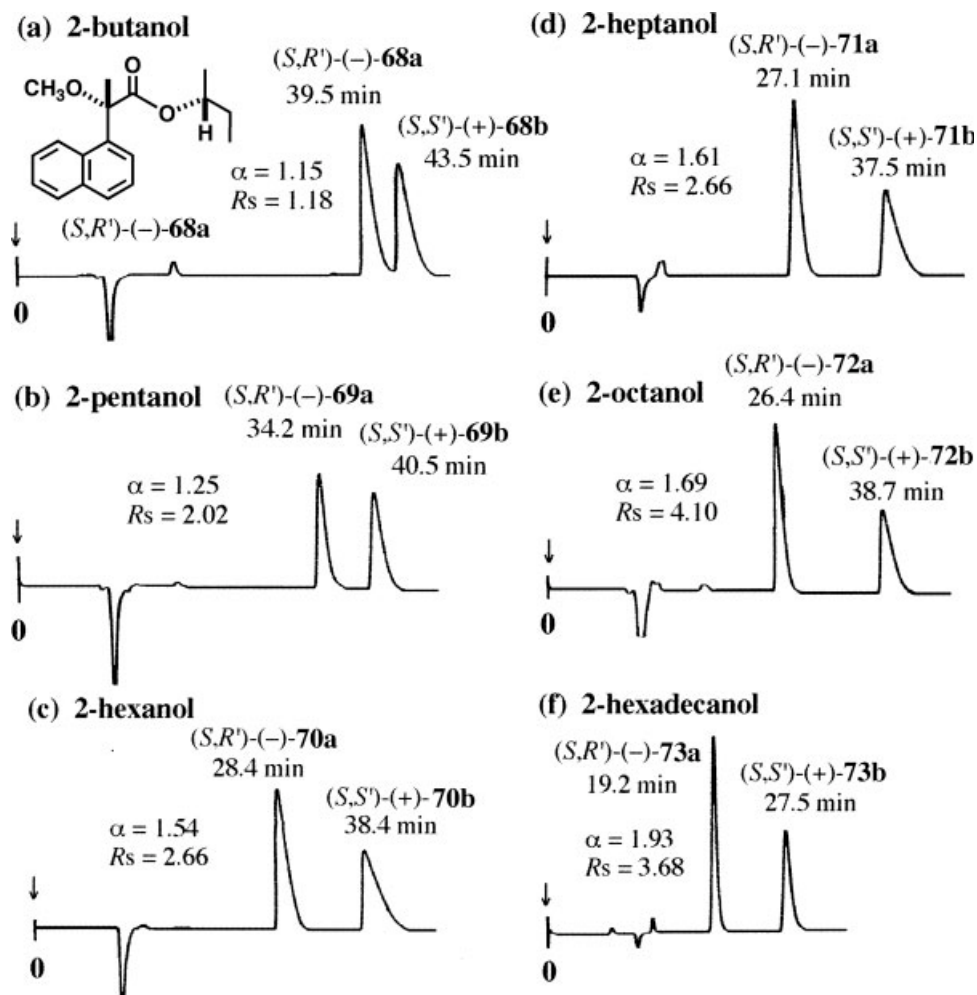 (a) 2-butanol
CH3O
O
O
H
(S,R')-(–)-68a
(S,R')-(–)-68a
39.5 min
(S,S')-(+)-68b
43.5 min
α = 1.15
Rs = 1.18
0
(b) 2-pentanol
(S,R')-(–)-69a
34.2 min
(S,S')-(+)-69b
40.5 min
α = 1.25
Rs = 2.02
0
(c) 2-hexanol
(S,R')-(–)-70a
28.4 min
(S,S')-(+)-70b
38.4 min
α = 1.54
Rs = 2.66
0
(d) 2-heptanol
(S,R')-(–)-71a
27.1 min
(S,S')-(+)-71b
37.5 min
α = 1.61
Rs = 2.66
0
(e) 2-octanol
(S,R')-(–)-72a
26.4 min
(S,S')-(+)-72b
38.7 min
α = 1.69
Rs = 4.10
0
(f) 2-hexadecanol
(S,R')-(–)-73a
19.2 min
(S,S')-(+)-73b
27.5 min
α = 1.93
Rs = 3.68
0